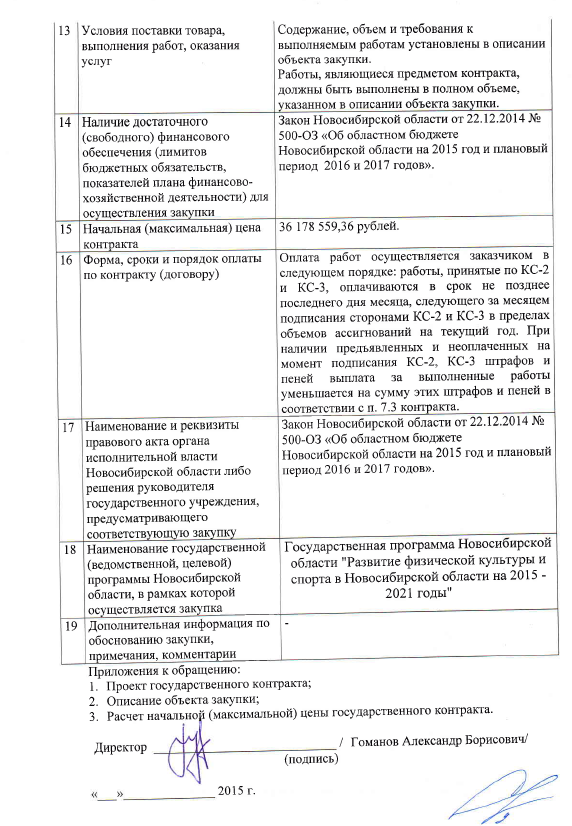 13 Условия поставки товара,
выполнения работ, оказания
услуг
Содержание, объем и требования к
выполняемым работам установлены в описании
объекта закупки.
Работы, являющиеся предметом контракта,
должны быть выполнены в полном объеме,
указанном в описании объекта закупки.
14 Наличие достаточного
(свободного) финансового
обеспечения (лимитов
бюджетных обязательств,
показателей плана финансово-
хозяйственной деятельности) для
осуществления закупки
Закон Новосибирской области от 22.12.2014 №
500-ОЗ «Об областном бюджете
Новосибирской области на 2015 год и плановый
период 2016 и 2017 годов».
15 Начальная (максимальная) цена
контракта
36 178 559,36 рублей.
16 Форма, сроки и порядок оплаты
по контракту (договору)
Оплата работ осуществляется заказчиком в
следующем порядке: работы, принятые по КС-2
и КС-3, оплачиваются в срок не позднее
последнего дня месяца, следующего за месяцем
подписания сторонами КС-2 и КС-3 в пределах
объемов ассигнований на текущий год. При
наличии предъявленных и неоплаченных на
момент подписания КС-2, КС-3 штрафов и
пеней выплата за выполненные работы
уменьшается на сумму этих штрафов и пеней в
соответствии с п. 7.3 контракта.
17 Наименование и реквизиты
правового акта органа
исполнительной власти
Новосибирской области либо
решения руководителя
государственного учреждения,
предусматривающего
соответствующую закупку
Закон Новосибирской области от 22.12.2014 №
500-ОЗ «Об областном бюджете
Новосибирской области на 2015 год и плановый
период 2016 и 2017 годов».
18 Наименование государственной
(ведомственной, целевой)
программы Новосибирской
области, в рамках которой
осуществляется закупка
Государственная программа Новосибирской
области "Развитие физической культуры и
спорта в Новосибирской области на 2015 -
2021 годы"
19 Дополнительная информация по
обоснованию закупки,
примечания, комментарии
-
Приложения к обращению:
1. Проект государственного контракта;
2. Описание объекта закупки;
3. Расчет начальной (максимальной) цены государственного контракта.
Директор ____________________________ / Гоманов Александр Борисович/
(подпись)
«___»______________ 2015 г.